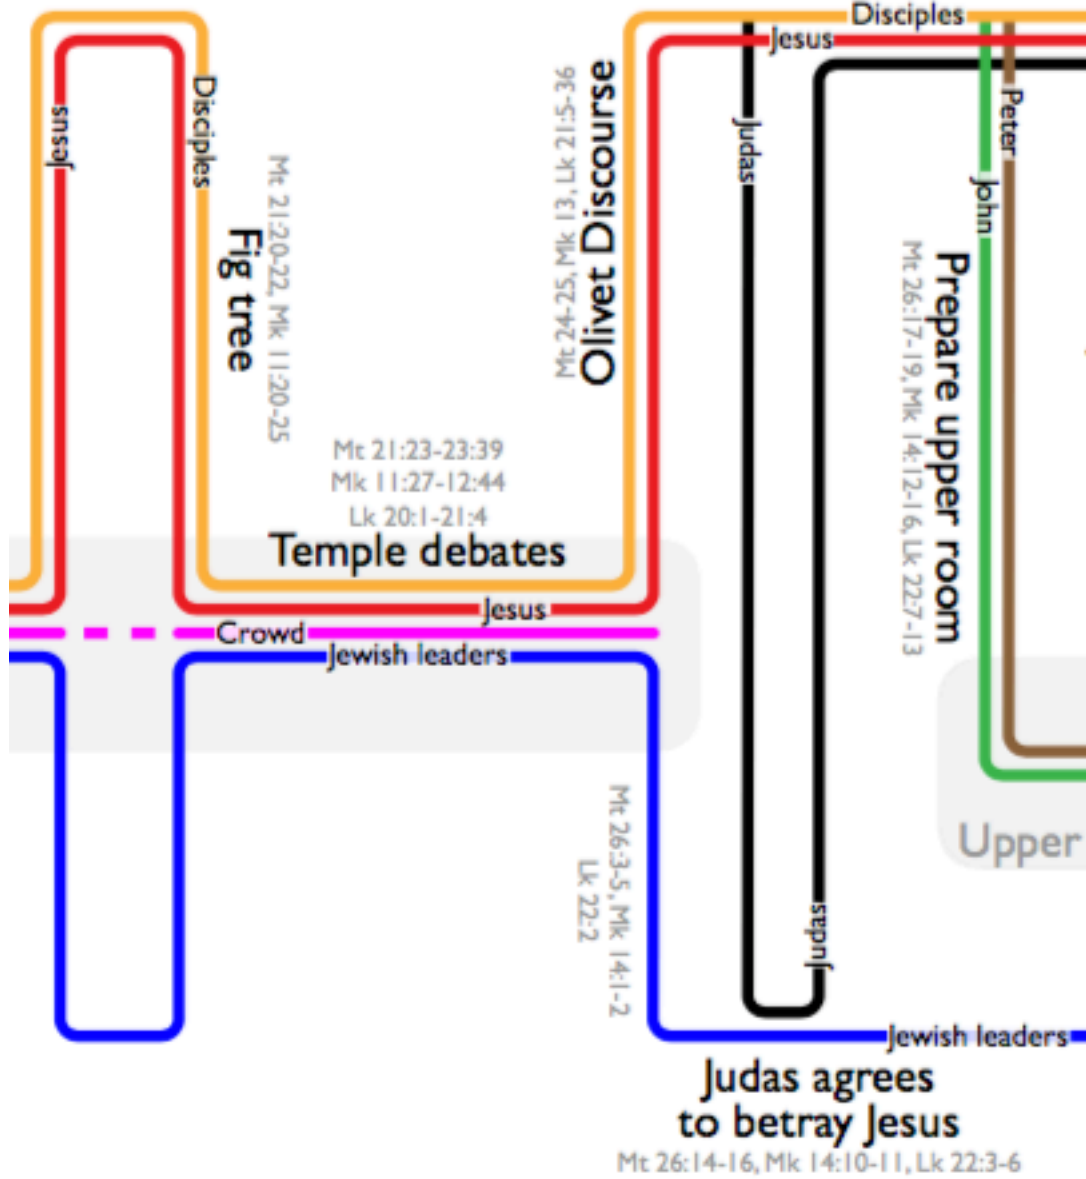 Disciples
Jesus
Jesus
Disciples
Mt 21:20-22, Mk 11:20-25
Fig tree
Mt 24-25, Mk 13, Lk 21:5-36
Olivet Discourse
Judas
Peter
John
Prepare upper room
Mt 26:17-19, Mk 14:12-16, Lk 22:7-13
Mt 21:23-23:39
Mk 11:27-12:44
Lk 20:1-21:4
Temple debates
Jesus
Crowd
Jewish leaders
Mt 26:3-5, Mk 14:1-2
Lk 22:2
Upper
Judas
Jewish leaders
Judas agrees
to betray Jesus
Mt 26:14-16, Mk 14:10-11, Lk 22:3-6